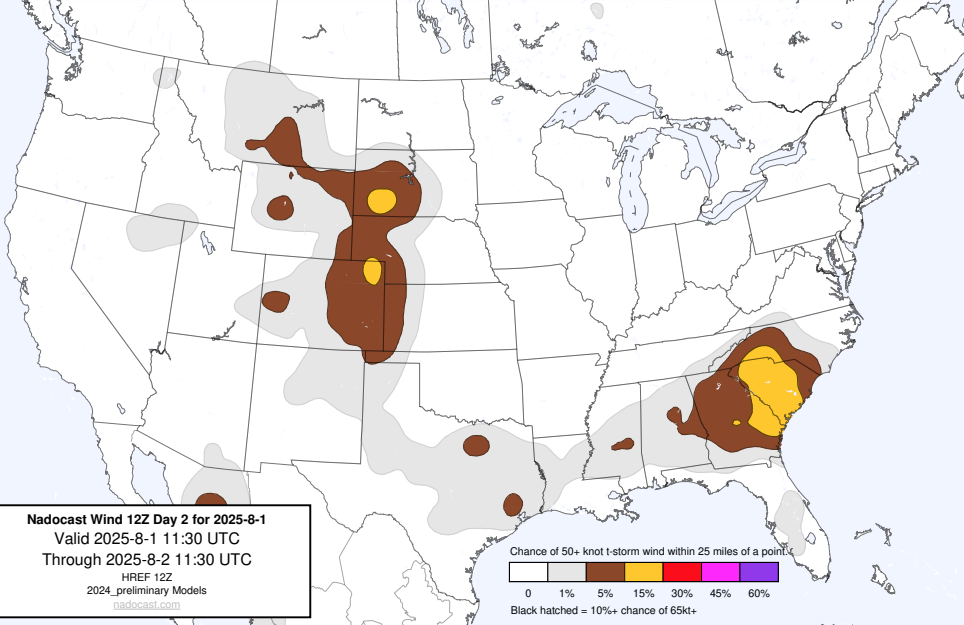 Nadocast Wind 12Z Day 2 for 2025-8-1
Valid 2025-8-1 11:30 UTC
Through 2025-8-2 11:30 UTC
HREF 12Z
2024_preliminary Models
nadocast.com
Chance of 50+ knot t-storm wind within 25 miles of a point.
0 1% 5% 15% 30% 45% 60%
Black hatched = 10%+ chance of 65kt+